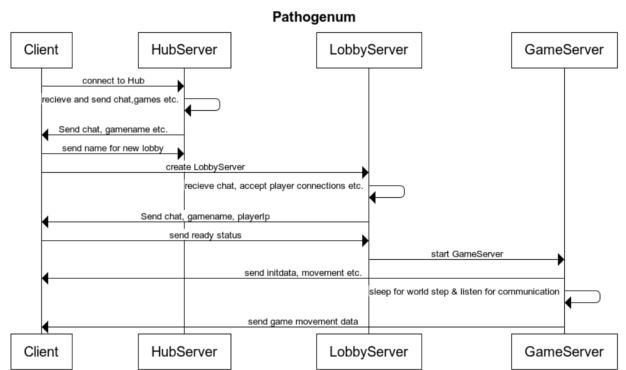 Pathogenum
Client
HubServer
LobbyServer
GameServer
connect to Hub
recieve and send chat,games etc.
Send chat, gamename etc.
send name for new lobby
create LobbyServer
recieve chat, accept player connections etc.
Send chat, gamename, playerIp
send ready status
start GameServer
send initdata, movement etc.
sleep for world step & listen for communication
send game movement data
Client
HubServer
LobbyServer
GameServer